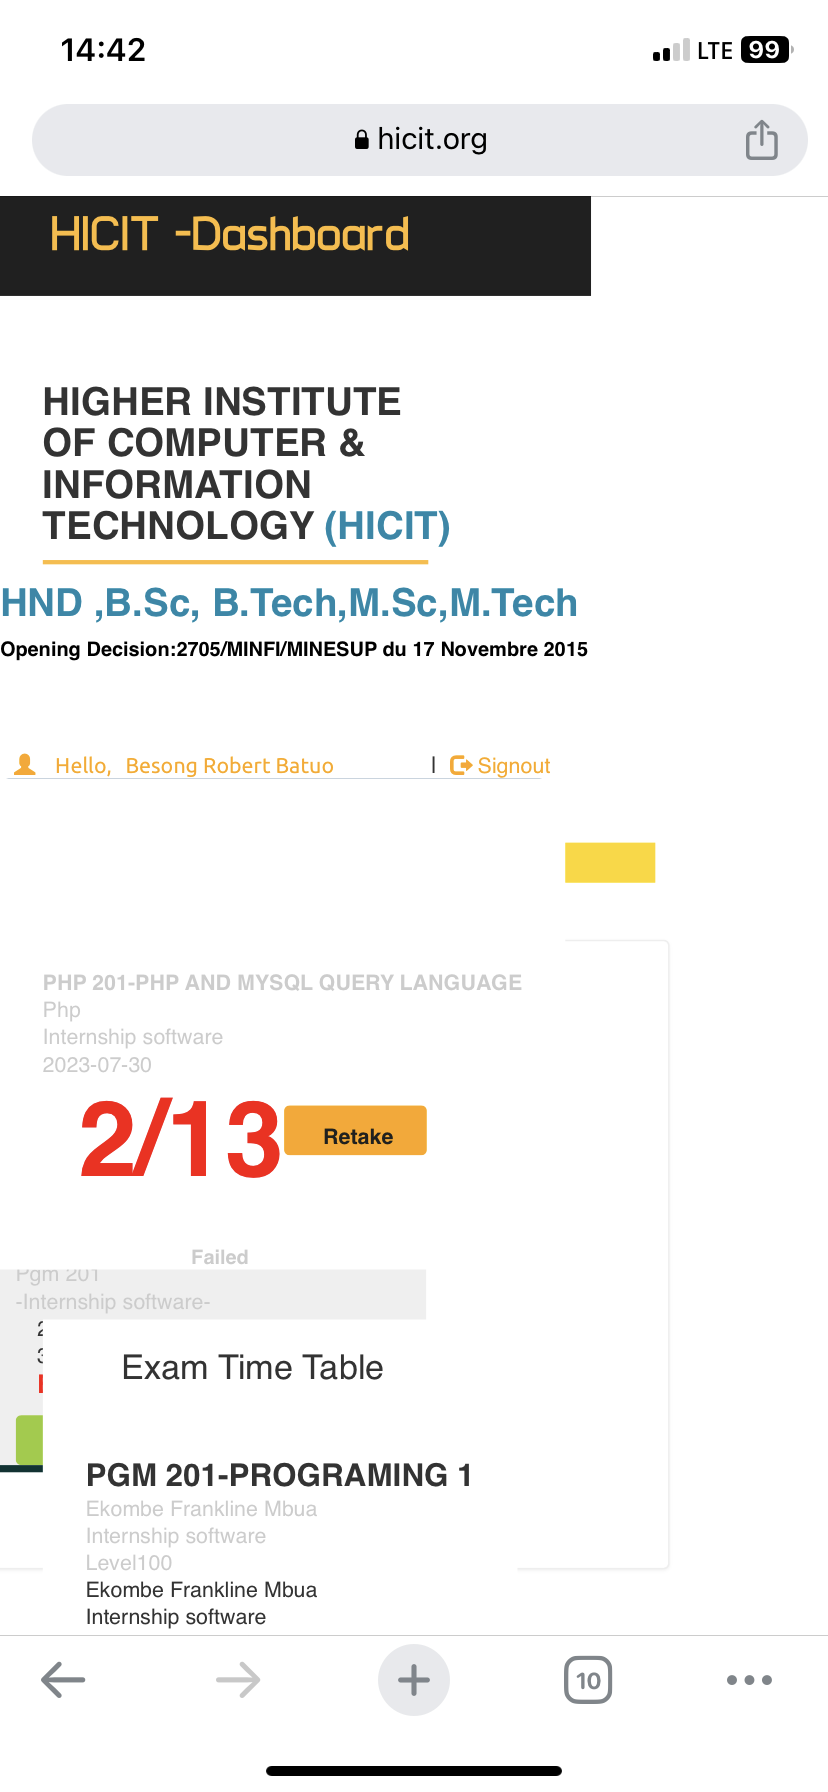 14:42
LTE 99
hicit.org
HICIT -Dashboard
HIGHER INSTITUTE
OF COMPUTER &
INFORMATION
TECHNOLOGY (HICIT)
HND ,B.Sc, B.Tech,M.Sc,M.Tech
Opening Decision:2705/MINFI/MINESUP du 17 Novembre 2015
Hello, Besong Robert Batuo | Signout
PHP 201-PHP AND MYSQL QUERY LANGUAGE
Php
Internship software
2023-07-30
2/13 Retake
Failed
Pgm 201
-Internship software-
Exam Time Table
PGM 201-PROGRAMING 1
Ekombe Frankline Mbua
Internship software
Level100
Ekombe Frankline Mbua
Internship software
10